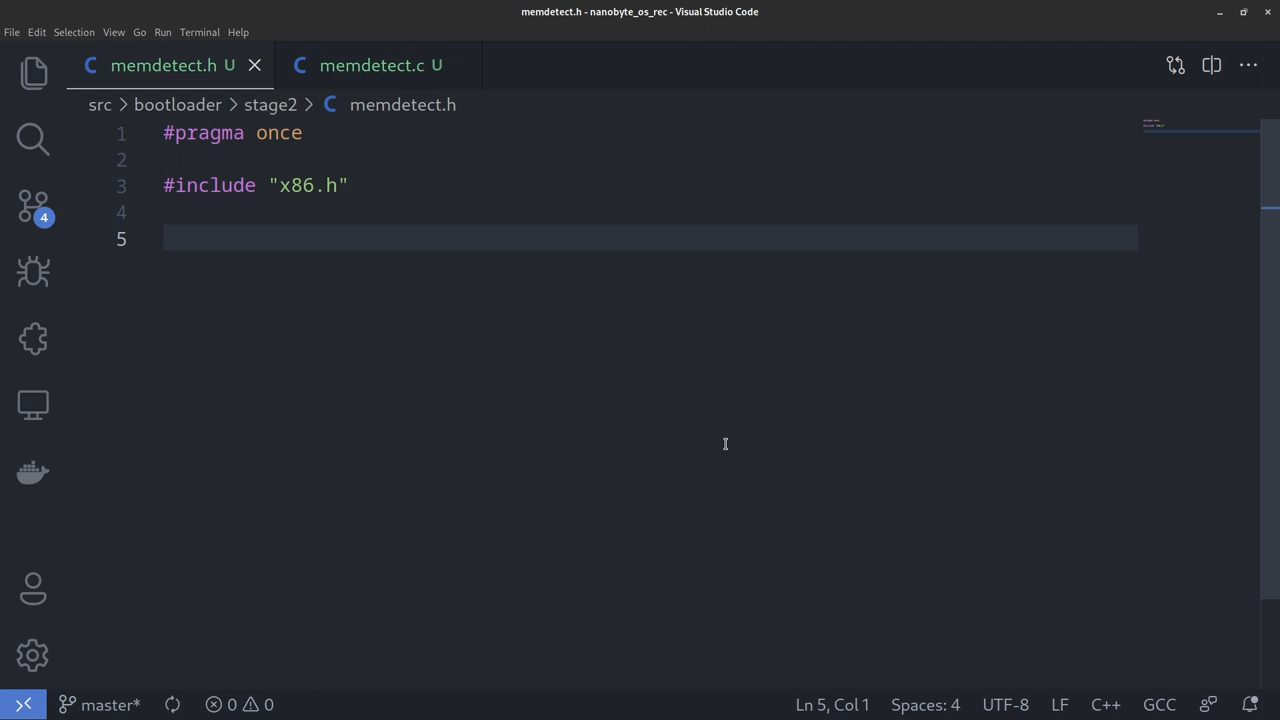 memdetect.h - nanobyte_os_rec - Visual Studio Code
File Edit Selection View Go Run Terminal Help
memdetect.h U memdetect.c U
src > bootloader > stage2 > C memdetect.h
1 #pragma once
2
3 #include "x86.h"
4
5
4
master* 0 0 Ln 5, Col 1 Spaces: 4 UTF-8 LF C++ GCC